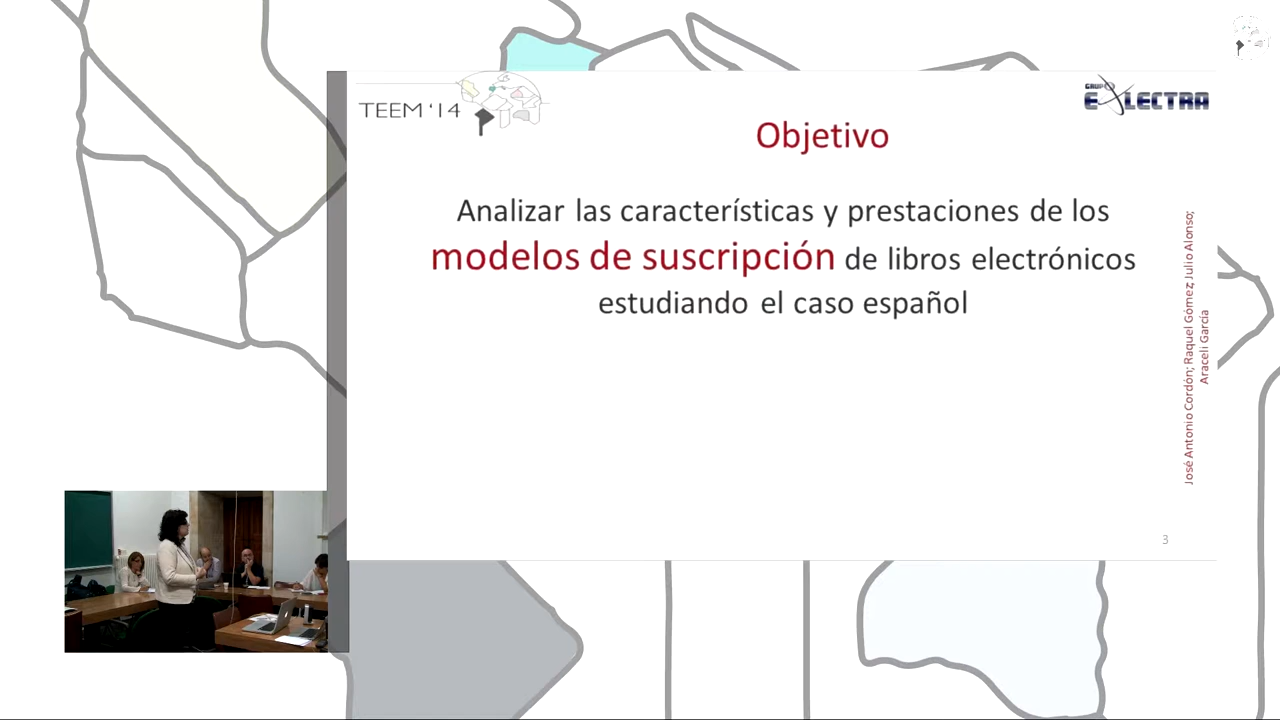 TEEM ‘14
GRUPO
E LECTRA
Objetivo
Analizar las características y prestaciones de los
modelos de suscripción de libros electrónicos
estudiando el caso español
José Antonio Cordón; Raquel Gómez; Julio Alonso;
Araceli García
3